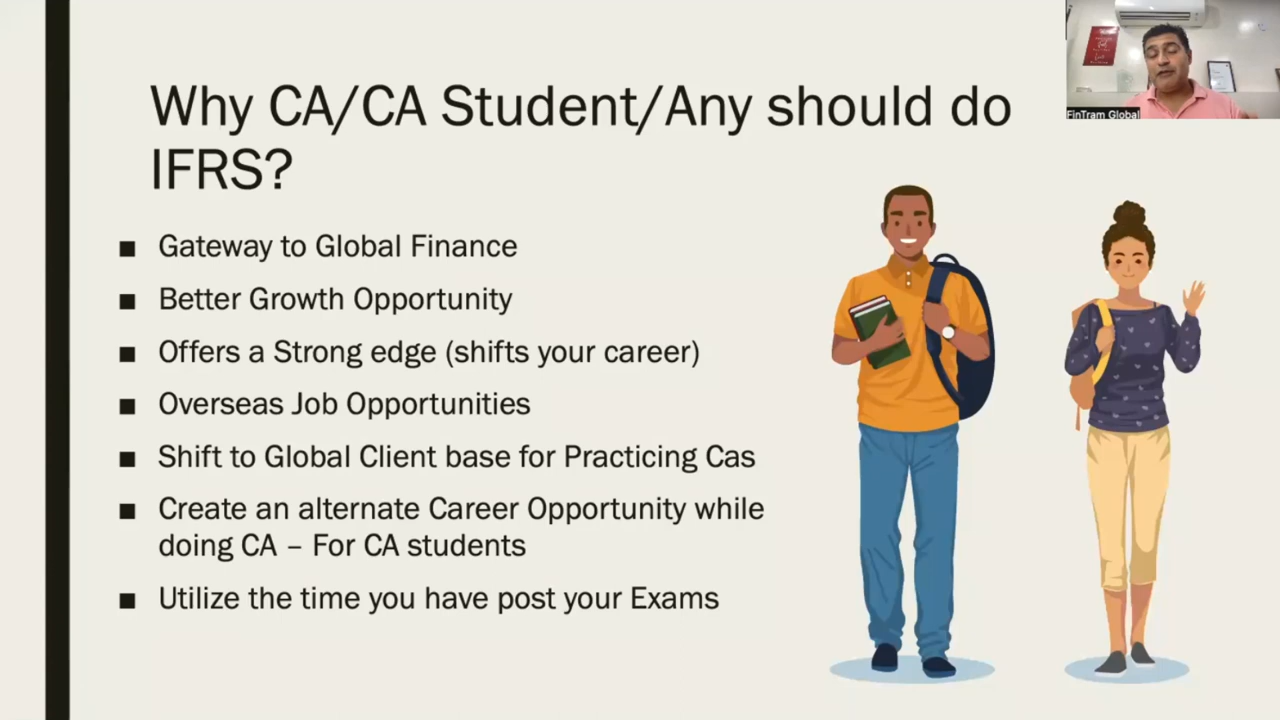 Why CA/CA Student/Any should do
IFRS?
■ Gateway to Global Finance
■ Better Growth Opportunity
■ Offers a Strong edge (shifts your career)
■ Overseas Job Opportunities
■ Shift to Global Client base for Practicing Cas
■ Create an alternate Career Opportunity while
doing CA – For CA students
■ Utilize the time you have post your Exams
FinTram Global